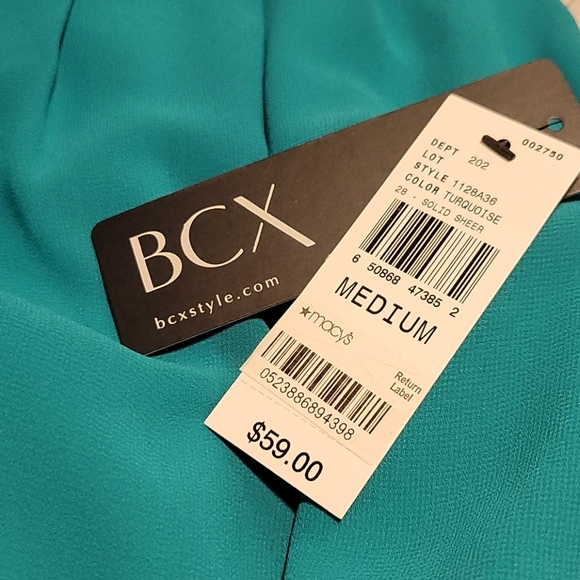 BCX
bcxstyle.com
002750
DEPT 202
LOT
STYLE 1128A36
COLOR TURQUOISE
28 - SOLID SHEER
6 50868 47385 2
MEDIUM
★macy's
Return
Label
0523886894398
$59.00